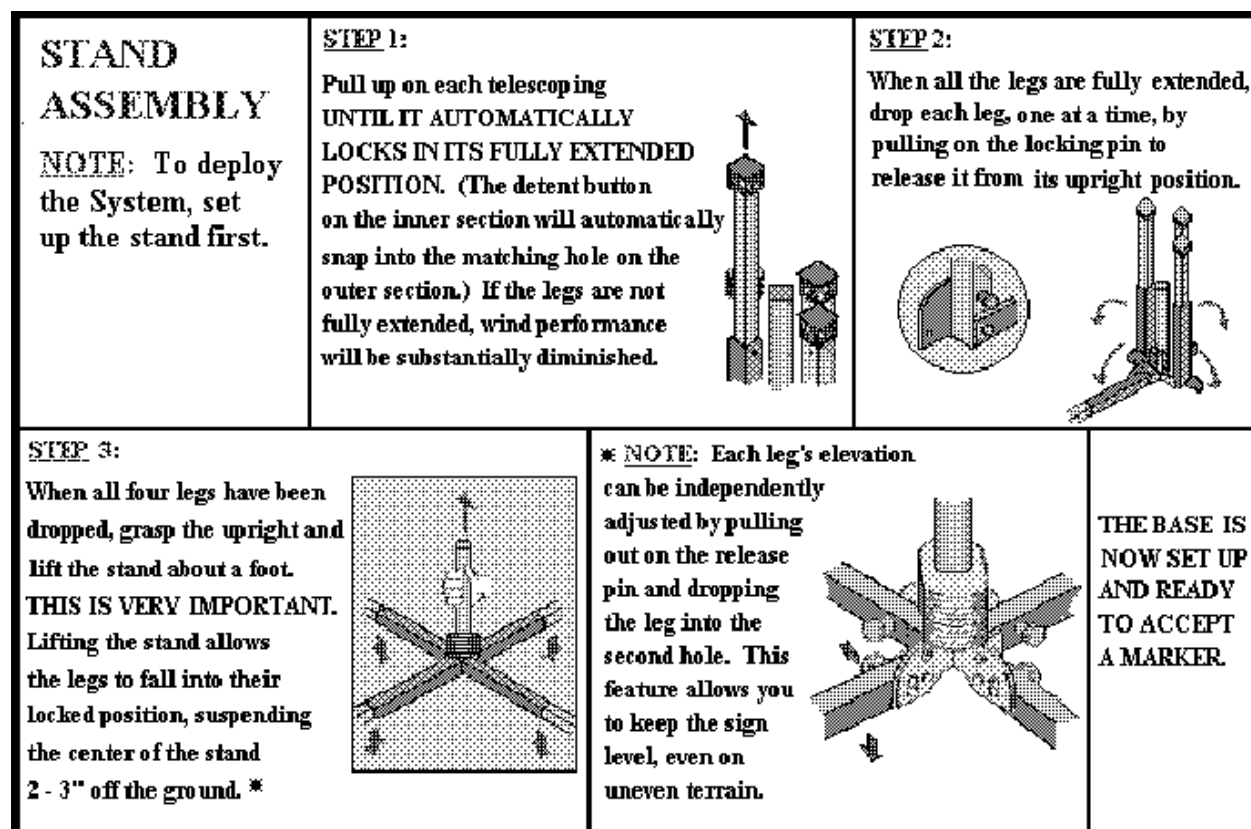 STAND
ASSEMBLY
NOTE: To deploy
the System, set
up the stand first.
STEP 1:
Pull up on each telescoping
UNTIL IT AUTOMATICALLY
LOCKS IN ITS FULLY EXTENDED
POSITION. (The detent button
on the inner section will automatically
snap into the matching hole on the
outer section.) If the legs are not
fully extended, wind performance
will be substantially diminished.
STEP 2:
When all the legs are fully extended,
drop each leg, one at a time, by
pulling on the locking pin to
release it from its upright position.
STEP 3:
When all four legs have been
dropped, grasp the upright and
lift the stand about a foot.
THIS IS VERY IMPORTANT.
Lifting the stand allows
the legs to fall into their
locked position, suspending
the center of the stand
2 - 3" off the ground. *
* NOTE: Each leg's elevation
can be independently
adjusted by pulling
out on the release
pin and dropping
the leg into the
second hole. This
feature allows you
to keep the sign
level, even on
uneven terrain.
THE BASE IS
NOW SET UP
AND READY
TO ACCEPT
A MARKER.